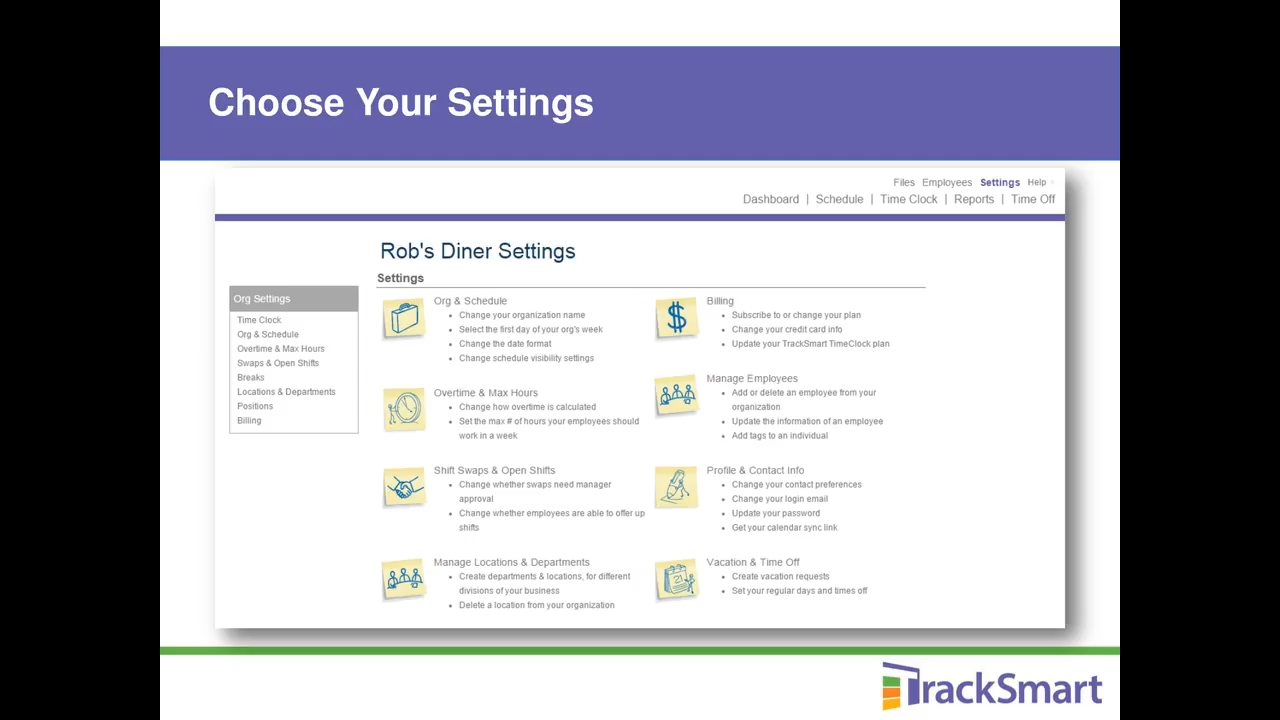 Choose Your Settings
Files Employees Settings Help
Dashboard | Schedule | Time Clock | Reports | Time Off
Rob's Diner Settings
Settings
Org Settings
Time Clock
Org & Schedule
Overtime & Max Hours
Swaps & Open Shifts
Breaks
Locations & Departments
Positions
Billing
Org & Schedule
• Change your organization name
• Select the first day of your org's week
• Change the date format
• Change schedule visibility settings
Overtime & Max Hours
• Change how overtime is calculated
• Set the max # of hours your employees should
work in a week
Shift Swaps & Open Shifts
• Change whether swaps need manager
approval
• Change whether employees are able to offer up
shifts
Manage Locations & Departments
• Create departments & locations, for different
divisions of your business
• Delete a location from your organization
Billing
• Subscribe to or change your plan
• Change your credit card info
• Update your TrackSmart TimeClock plan
Manage Employees
• Add or delete an employee from your
organization
• Update the information of an employee
• Add tags to an individual
Profile & Contact Info
• Change your contact preferences
• Change your login email
• Update your password
• Get your calendar sync link
21
Vacation & Time Off
• Create vacation requests
• Set your regular days and times off
TrackSmart